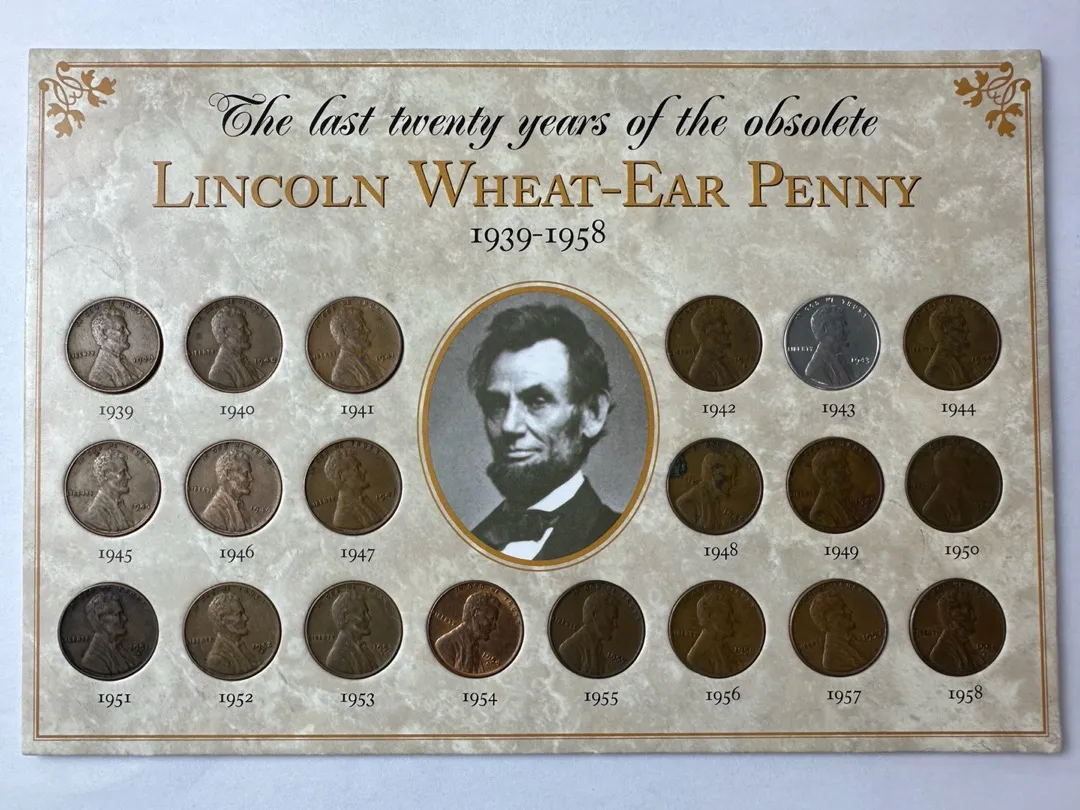 The last twenty years of the obsolete
LINCOLN WHEAT-EAR PENNY
1939-1958
1939 1940 1941 1942 1943 1944
1945 1946 1947 1948 1949 1950
1951 1952 1953 1954 1955 1956 1957 1958